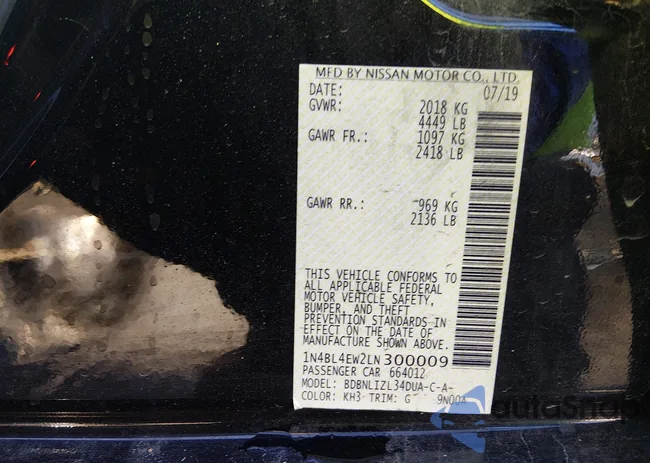 MFD BY NISSAN MOTOR CO., LTD.
DATE: 07/19
GVWR: 2018 KG
4449 LB
GAWR FR.: 1097 KG
2418 LB
GAWR RR.: 969 KG
2136 LB
THIS VEHICLE CONFORMS TO
ALL APPLICABLE FEDERAL
MOTOR VEHICLE SAFETY,
BUMPER, AND THEFT
PREVENTION STANDARDS IN
EFFECT ON THE DATE OF
MANUFACTURE SHOWN ABOVE.
1N4BL4EW2LN300009
PASSENGER CAR 664012
MODEL: BDBNLIZL34DUA-C-A-
COLOR: KH3 TRIM: G
autoSnap